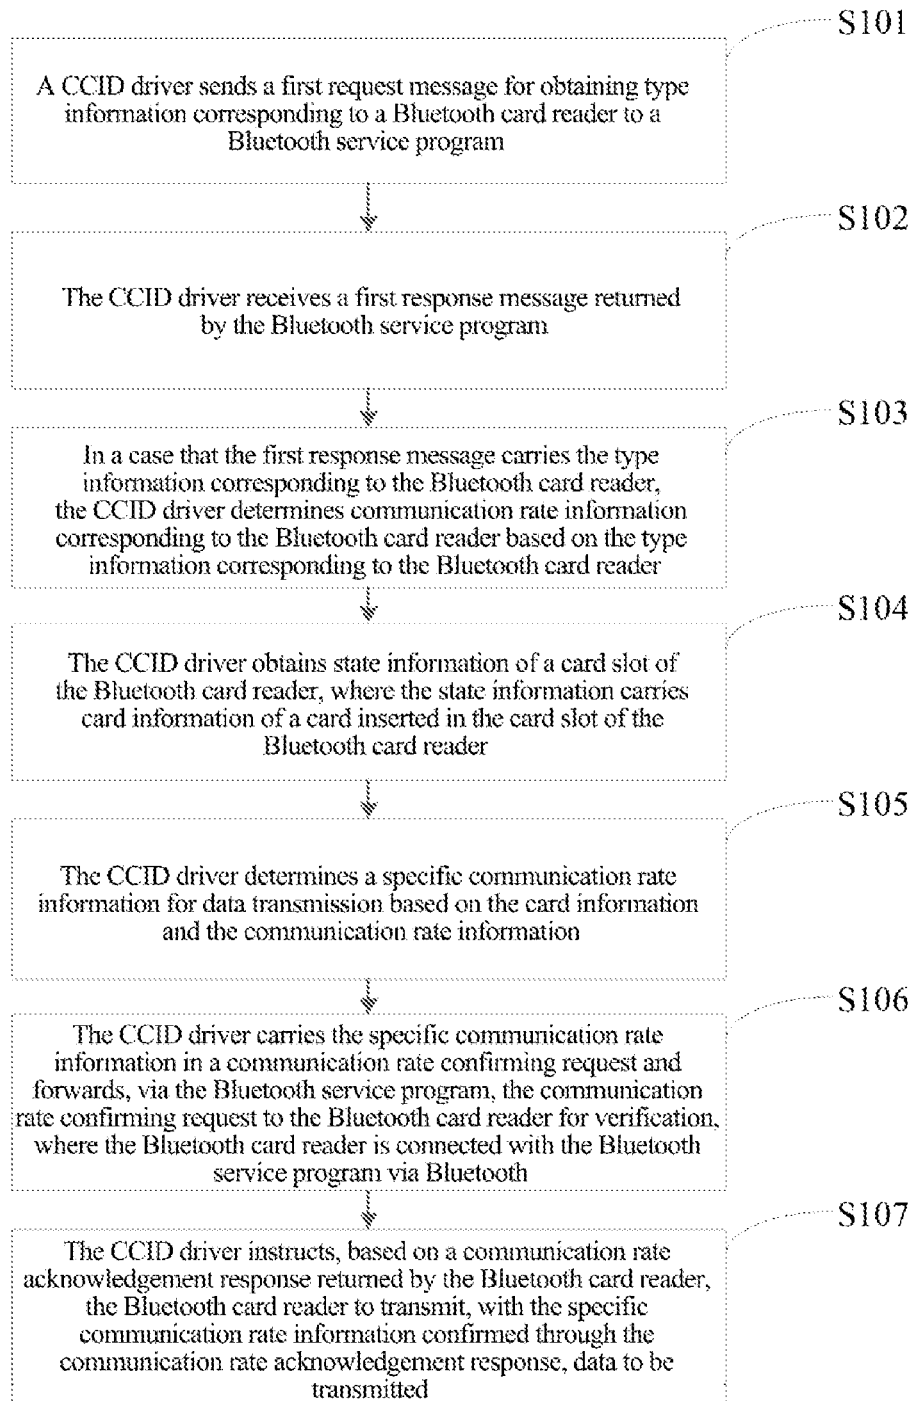 S101
A CCID driver sends a first request message for obtaining type
information corresponding to a Bluetooth card reader to a
Bluetooth service program
S102
The CCID driver receives a first response message returned
by the Bluetooth service program
S103
In a case that the first response message carries the type
information corresponding to the Bluetooth card reader,
the CCID driver determines communication rate information
corresponding to the Bluetooth card reader based on the type
information corresponding to the Bluetooth card reader
S104
The CCID driver obtains state information of a card slot of
the Bluetooth card reader, where the state information carries
card information of a card inserted in the card slot of the
Bluetooth card reader
S105
The CCID driver determines a specific communication rate
information for data transmission based on the card information
and the communication rate information
S106
The CCID driver carries the specific communication rate
information in a communication rate confirming request and
forwards, via the Bluetooth service program, the communication
rate confirming request to the Bluetooth card reader for verification,
where the Bluetooth card reader is connected with the Bluetooth
service program via Bluetooth
S107
The CCID driver instructs, based on a communication rate
acknowledgement response returned by the Bluetooth card reader,
the Bluetooth card reader to transmit, with the specific
communication rate information confirmed through the
communication rate acknowledgement response, data to be
transmitted